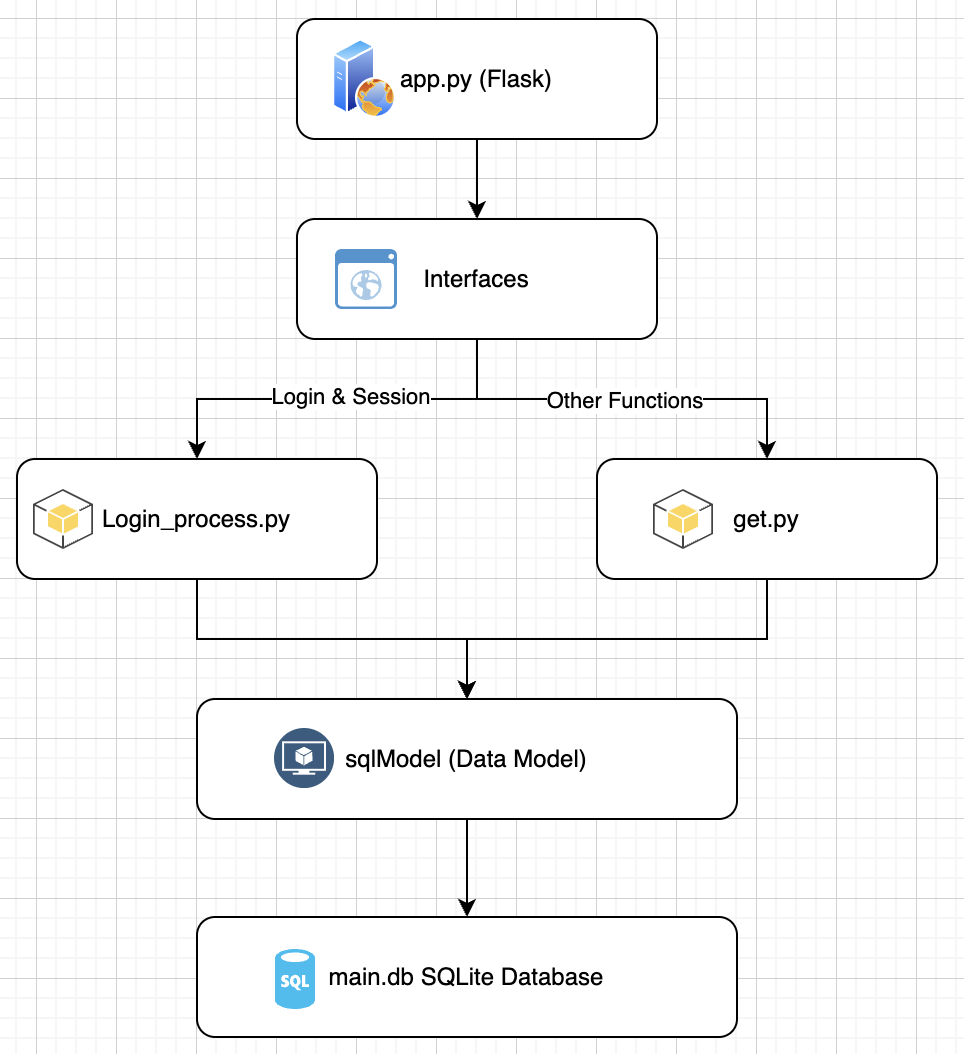 app.py (Flask)
Interfaces
Login & Session
Other Functions
Login_process.py
get.py
sqlModel (Data Model)
SQL
main.db SQLite Database